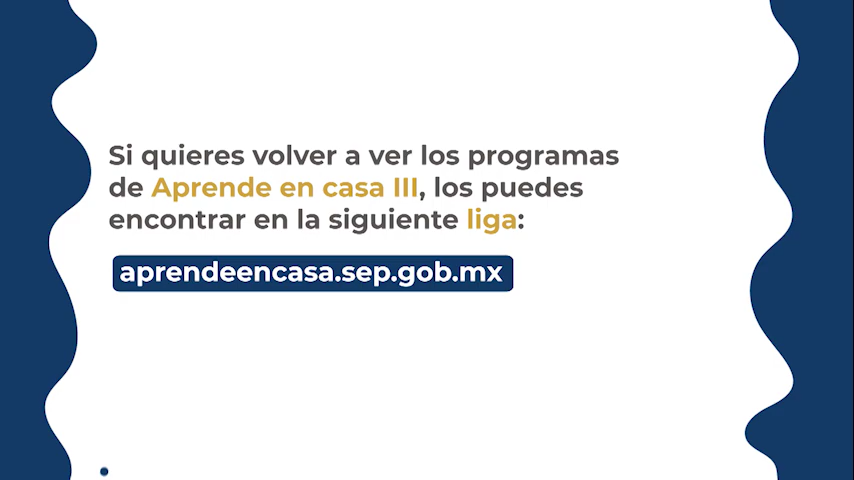 Si quieres volver a ver los programas
de Aprende en casa III, los puedes
encontrar en la siguiente liga:
aprendeencasa.sep.gob.mx